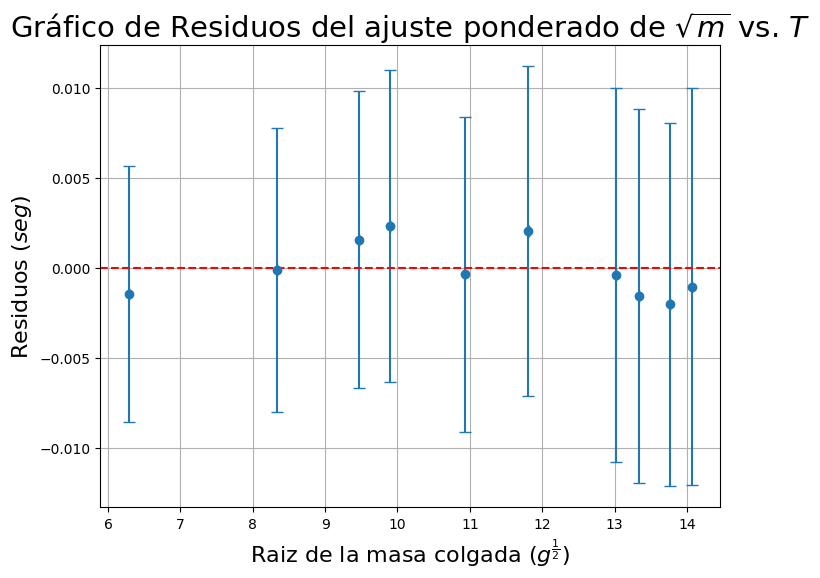 Gráfico de Residuos del ajuste ponderado de √m vs. T
0.010
0.005
0.000
−0.005
−0.010
Residuos (seg)
6 7 8 9 10 11 12 13 14
Raiz de la masa colgada (g^{1/2})